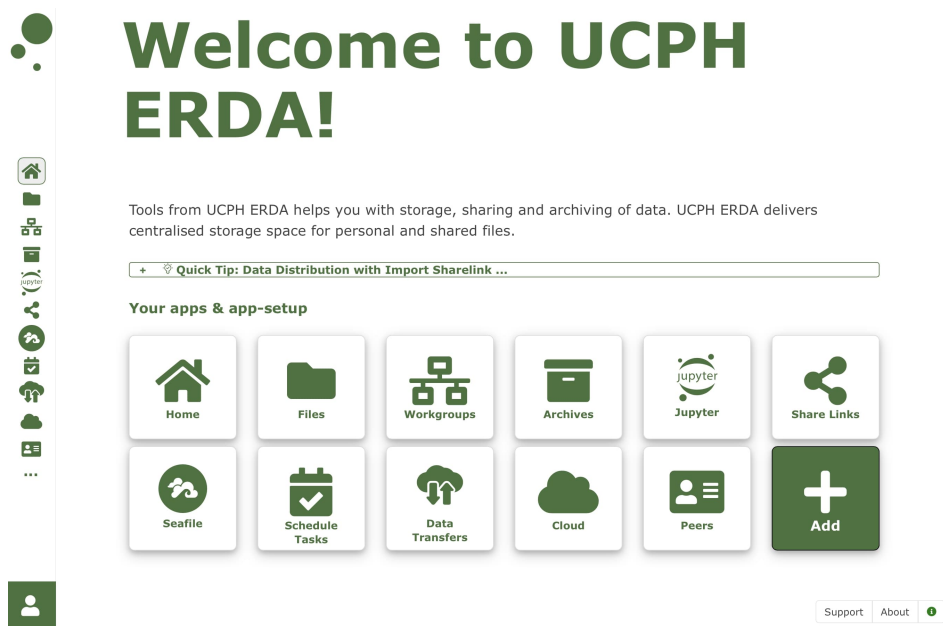 Welcome to UCPH
ERDA!
Tools from UCPH ERDA helps you with storage, sharing and archiving of data. UCPH ERDA delivers
centralised storage space for personal and shared files.
+ Quick Tip: Data Distribution with Import Sharelink ...
Your apps & app-setup
jupyter
jupyter
Home
Files
Workgroups
Archives
Jupyter
Share Links
Seafile
Schedule
Tasks
Data
Transfers
Cloud
Peers
Add
Support
About